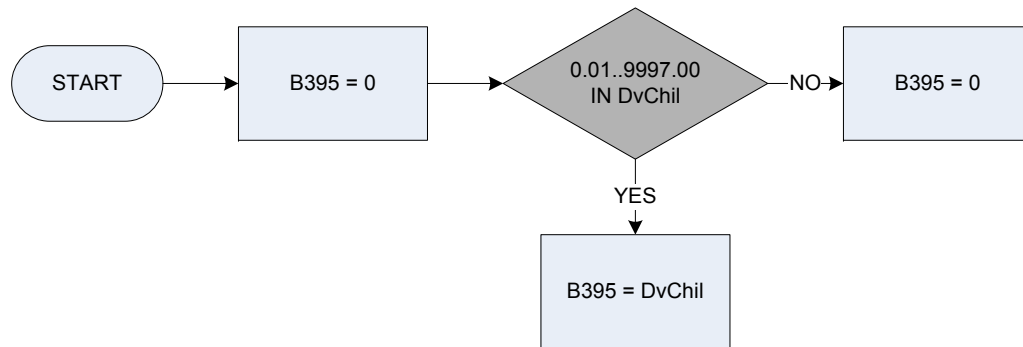 START
B395 = 0
0.01..9997.00
IN DvChil
NO
B395 = 0
YES
B395 = DvChil